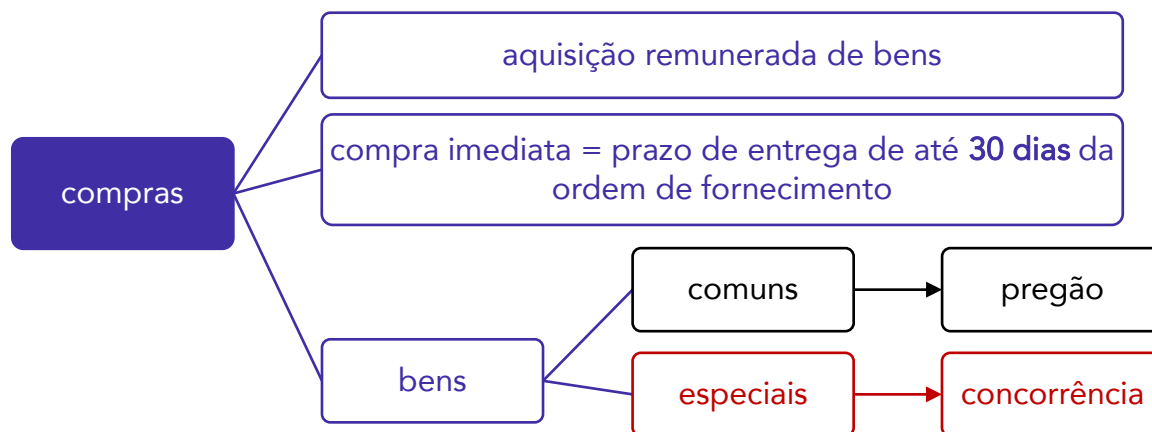 aquisição remunerada de bens
compra imediata = prazo de entrega de até 30 dias da
ordem de fornecimento
compras
comuns
pregão
bens
especiais
concorrência